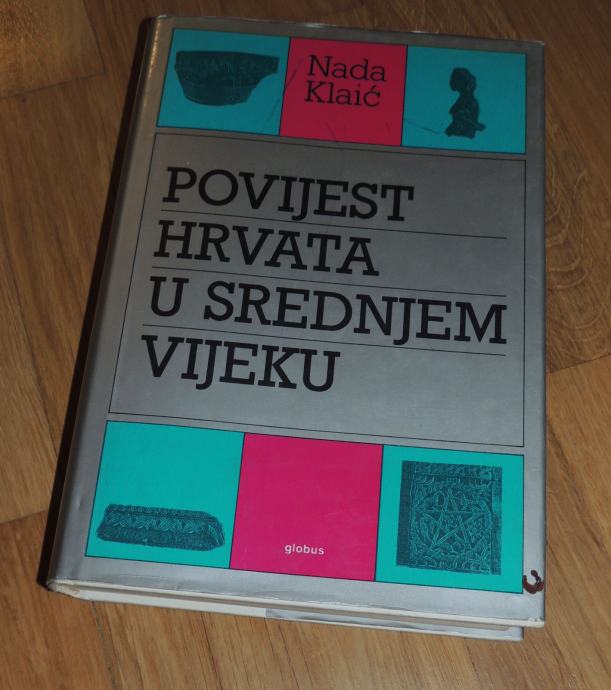 Nada
Klaić
POVIJEST
HRVATA
U SREDNJEM
VIJEKU
globus